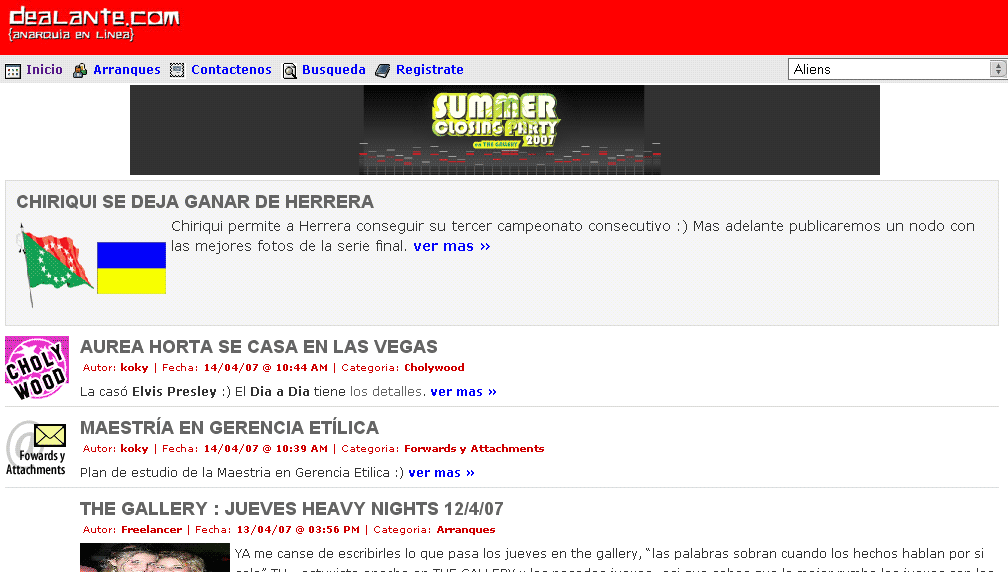 dealante.com
{anarquia en linea}
Inicio Arranques Contactenos Busqueda Registrate Aliens
SUMMER
CLOSING PARTY
en THE GALLERY 2007
CHIRIQUI SE DEJA GANAR DE HERRERA
Chiriqui permite a Herrera conseguir su tercer campeonato consecutivo :) Mas adelante publicaremos un nodo con
las mejores fotos de la serie final. ver mas »
CHOLY
WOOD
AUREA HORTA SE CASA EN LAS VEGAS
Autor: koky | Fecha: 14/04/07 @ 10:44 AM | Categoria: Cholywood
La casó Elvis Presley :) El Dia a Dia tiene los detalles. ver mas »
@
Fowards y
Attachments
MAESTRÍA EN GERENCIA ETÍLICA
Autor: koky | Fecha: 14/04/07 @ 10:39 AM | Categoria: Forwards y Attachments
Plan de estudio de la Maestria en Gerencia Etilica :) ver mas »
THE GALLERY : JUEVES HEAVY NIGHTS 12/4/07
Autor: Freelancer | Fecha: 13/04/07 @ 03:56 PM | Categoria: Arranques
YA me canse de escribirles lo que pasa los jueves en the gallery, “las palabras sobran cuando los hechos hablan por si